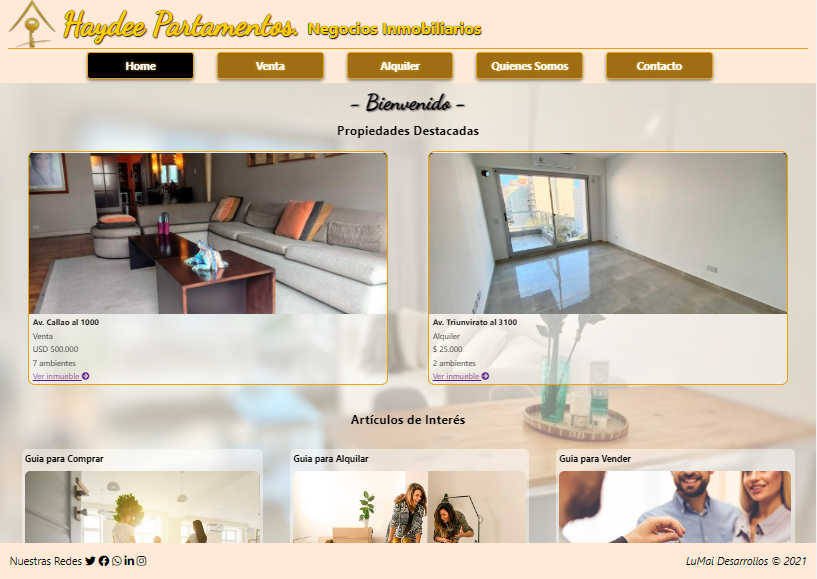 Haydee Partamentos. Negocios Inmobiliarios
Home Venta Alquiler Quienes Somos Contacto
- Bienvenido -
Propiedades Destacadas
Av. Callao al 1000
Venta
USD 500.000
7 ambientes
Ver inmueble
Av. Triunvirato al 3100
Alquiler
$ 25.000
2 ambientes
Ver inmueble
Artículos de Interés
Guia para Comprar
Guia para Alquilar
Guia para Vender
Nuestras Redes
LuMai Desarrollos © 2021